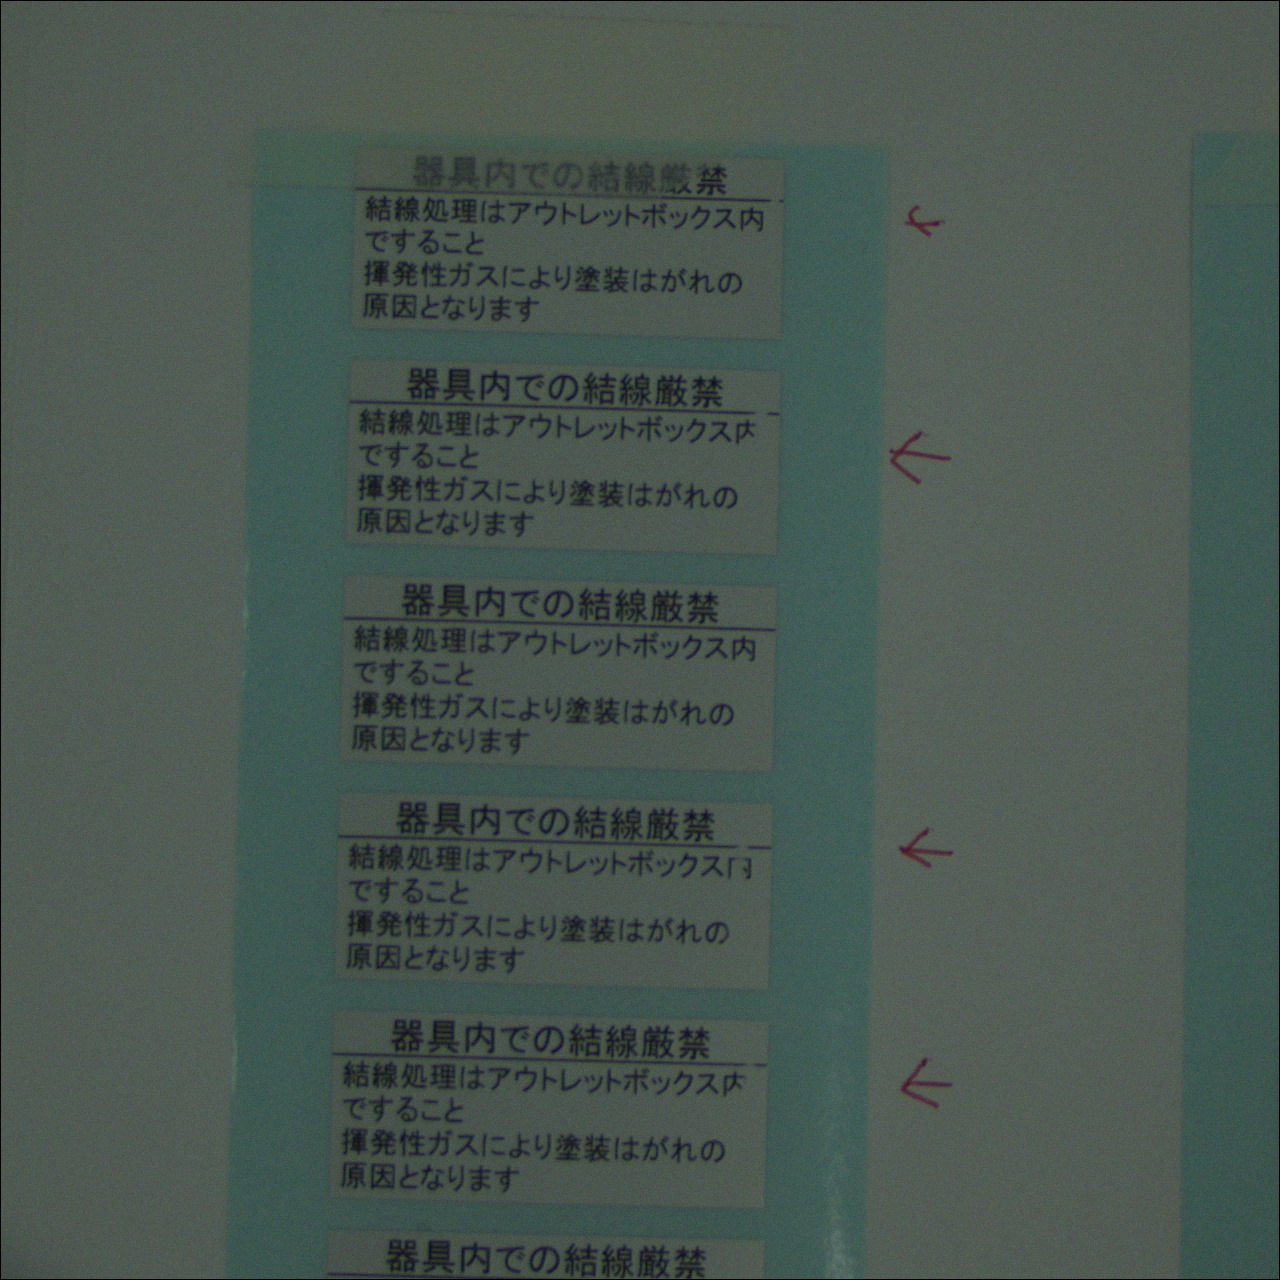 器具内での結線厳禁
結線処理はアウトレットボックス内
ですること
揮発性ガスにより塗装はがれの
原因となります
器具内での結線厳禁
結線処理はアウトレットボックス内
ですること
揮発性ガスにより塗装はがれの
原因となります
器具内での結線厳禁
結線処理はアウトレットボックス内
ですること
揮発性ガスにより塗装はがれの
原因となります
器具内での結線厳禁
結線処理はアウトレットボックス内
ですること
揮発性ガスにより塗装はがれの
原因となります
器具内での結線厳禁
結線処理はアウトレットボックス内
ですること
揮発性ガスにより塗装はがれの
原因となります
器具内での結線厳禁